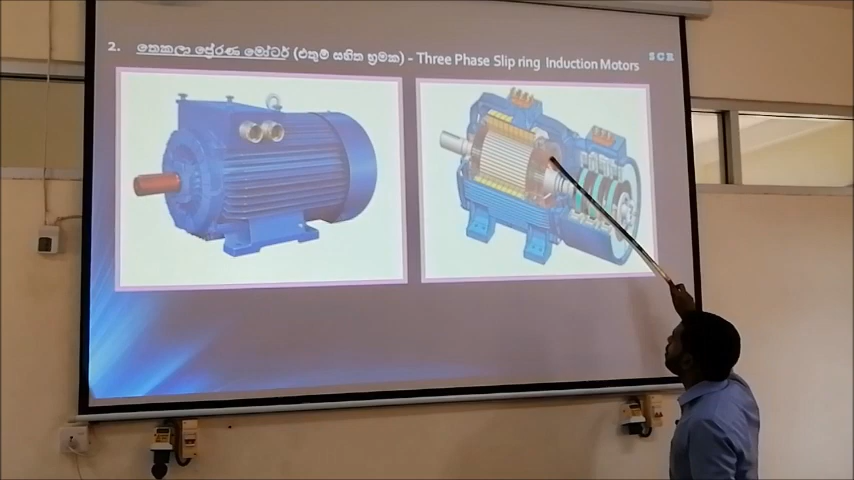 2. තෙකලා ප්‍රේරණ මෝටර් (එතුම් සහිත භ්‍රමක) - Three Phase Slip ring Induction Motors
SCR